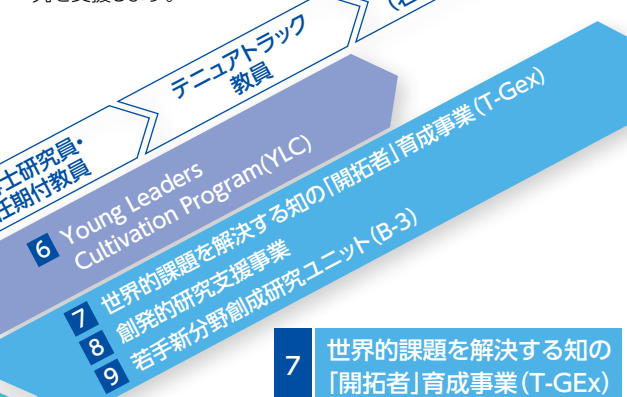 テニュアトラック
教員
士研究員・
任期付教員
6 Young Leaders
Cultivation Program(YLC)
7 世界的課題を解決する知の「開拓者」育成事業(T-Gex)
8 創発的研究支援事業
9 若手新分野創成研究ユニット(B-3)
7 世界的課題を解決する知の
「開拓者」育成事業(T-GEx)